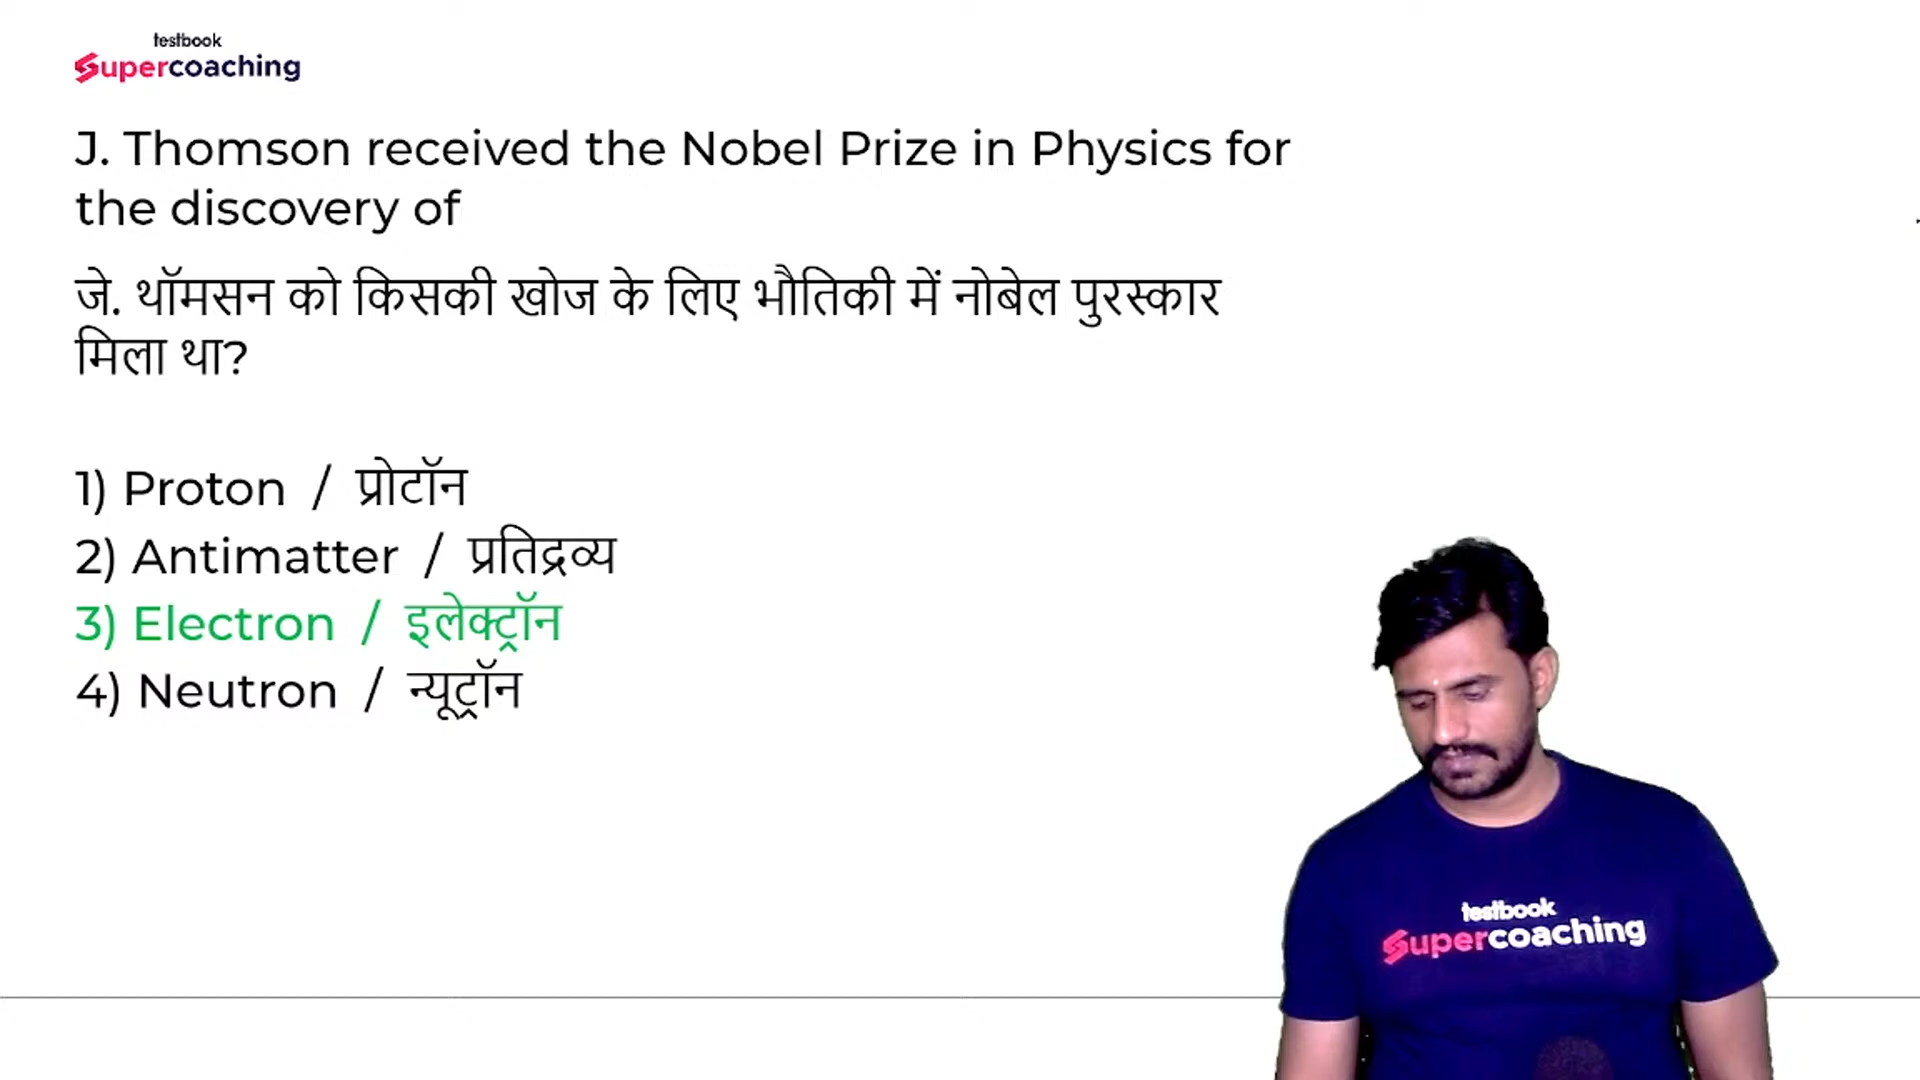 testbook
Supercoaching
J. Thomson received the Nobel Prize in Physics for
the discovery of
जे. थॉमसन को किसकी खोज के लिए भौतिकी में नोबेल पुरस्कार
मिला था?
1) Proton / प्रोटॉन
2) Antimatter / प्रतिद्रव्य
3) Electron / इलेक्ट्रॉन
4) Neutron / न्यूट्रॉन
testbook
Supercoaching